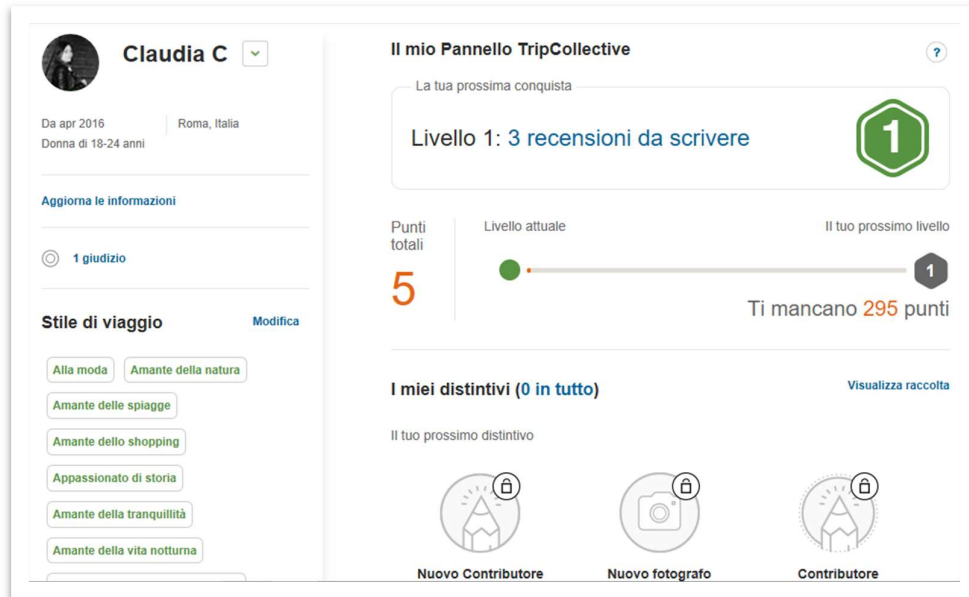 Claudia C
Da apr 2016
Roma, Italia
Donna di 18-24 anni
Aggiorna le informazioni
1 giudizio
Stile di viaggio
Modifica
Alla moda
Amante della natura
Amante delle spiagge
Amante dello shopping
Appassionato di storia
Amante della tranquillità
Amante della vita notturna
Il mio Pannello TripCollective
?
La tua prossima conquista
Livello 1: 3 recensioni da scrivere
1
Punti
totali
5
Livello attuale
Il tuo prossimo livello
1
Ti mancano 295 punti
I miei distintivi (0 in tutto)
Visualizza raccolta
Il tuo prossimo distintivo
Nuovo Contributore
Nuovo fotografo
Contributore